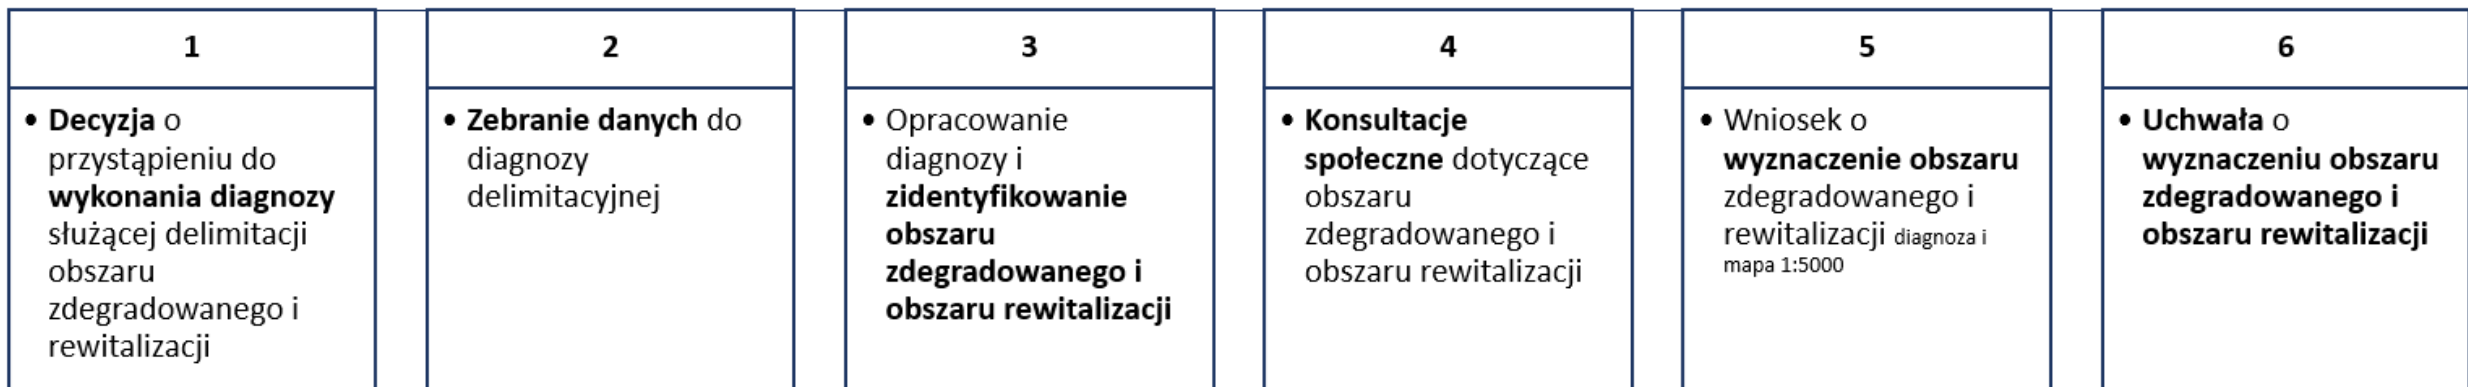 1
• Decyzja o
przystąpieniu do
wykonania diagnozy
służącej delimitacji
obszaru
zdegradowanego i
rewitalizacji
2
• Zebranie danych do
diagnozy
delimitacyjnej
3
• Opracowanie
diagnozy i
zidentyfikowanie
obszaru
zdegradowanego i
obszaru rewitalizacji
4
• Konsultacje
społeczne dotyczące
obszaru
zdegradowanego i
obszaru rewitalizacji
5
• Wniosek o
wyznaczenie obszaru
zdegradowanego i
rewitalizacji diagnoza i
mapa 1:5000
6
• Uchwała o
wyznaczeniu obszaru
zdegradowanego i
obszaru rewitalizacji